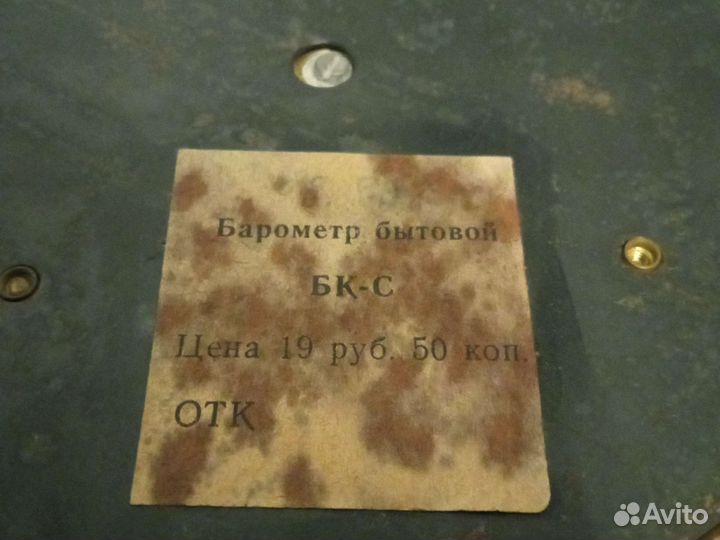 Барометр бытовой
БК-С
Цена 19 руб. 50 коп.
ОТК
Avito